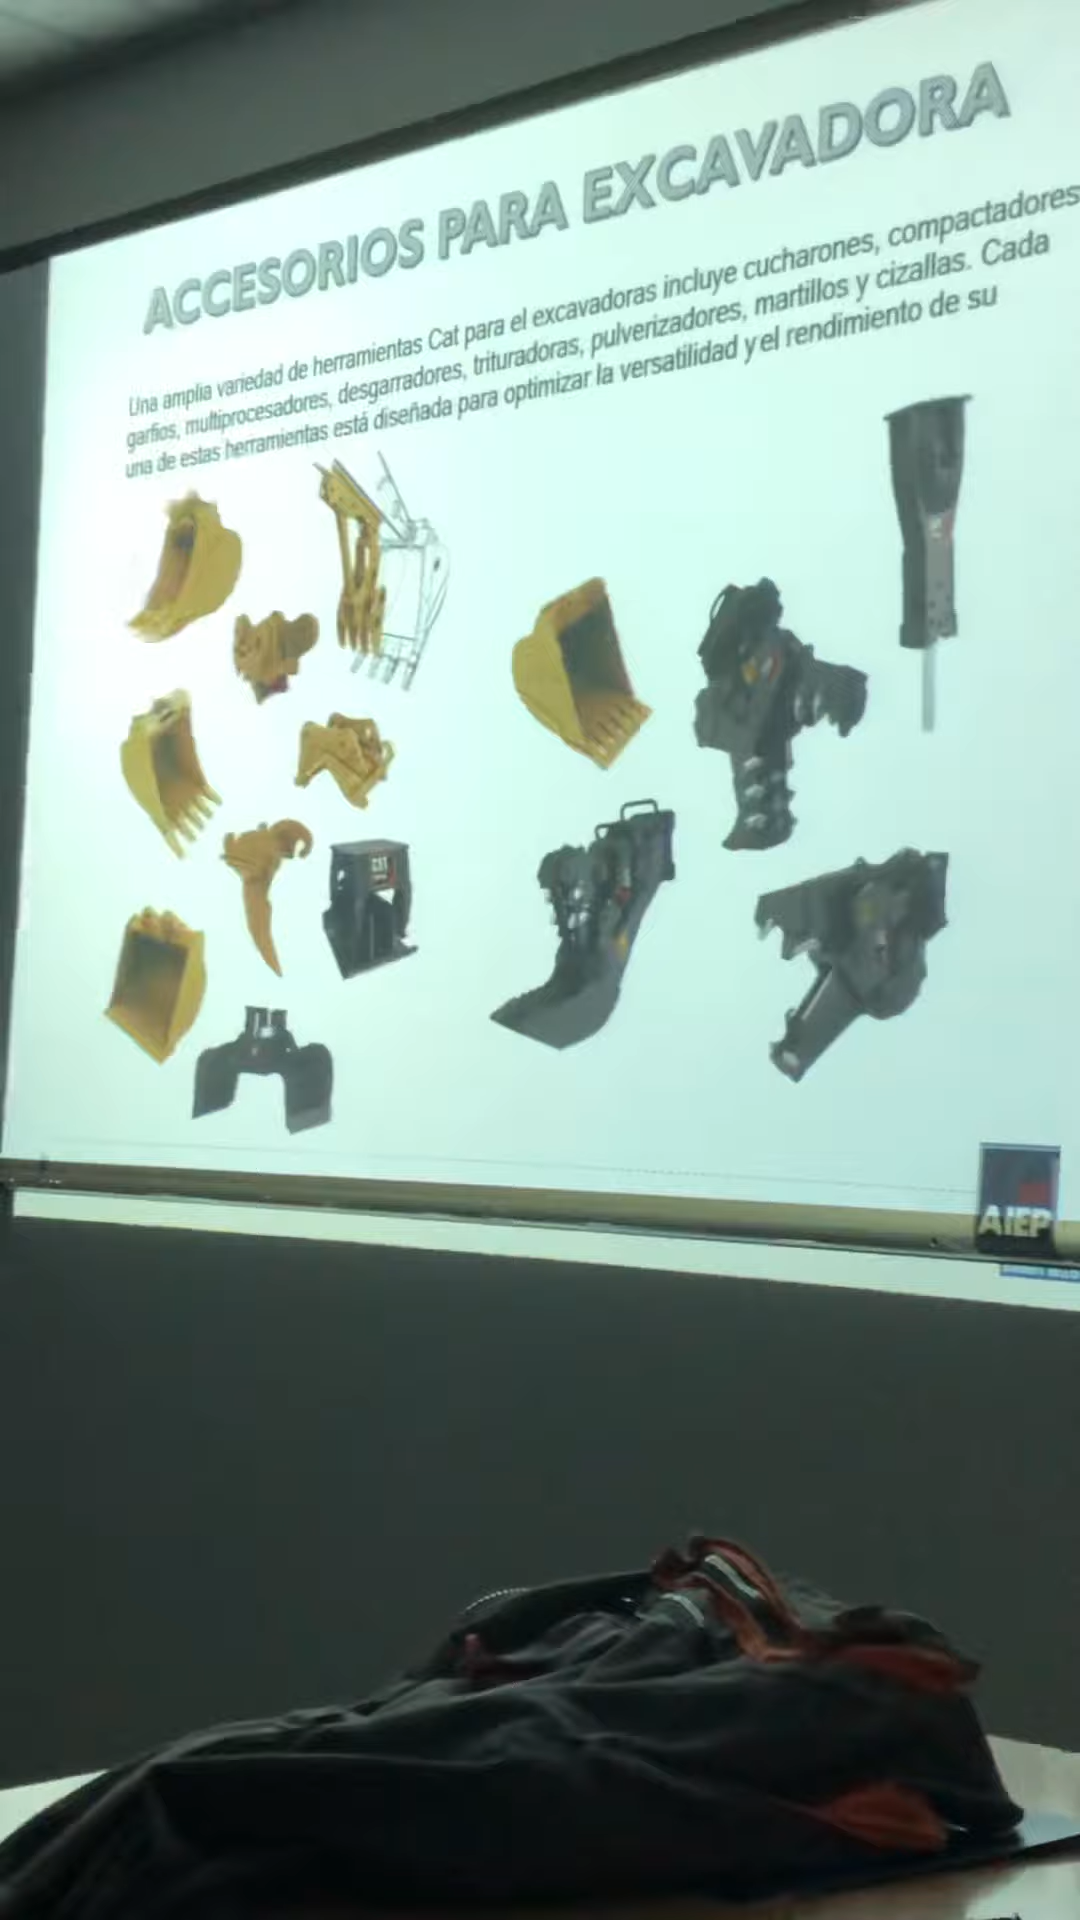 ACCESORIOS PARA EXCAVADORA
Una amplia variedad de herramientas Cat para el excavadoras incluye cucharones, compactadores
garfios, multiprocesadores, desgarradores, trituradoras, pulverizadores, martillos y cizallas. Cada
una de estas herramientas está diseñada para optimizar la versatilidad y el rendimiento de su
CAT
AIEP